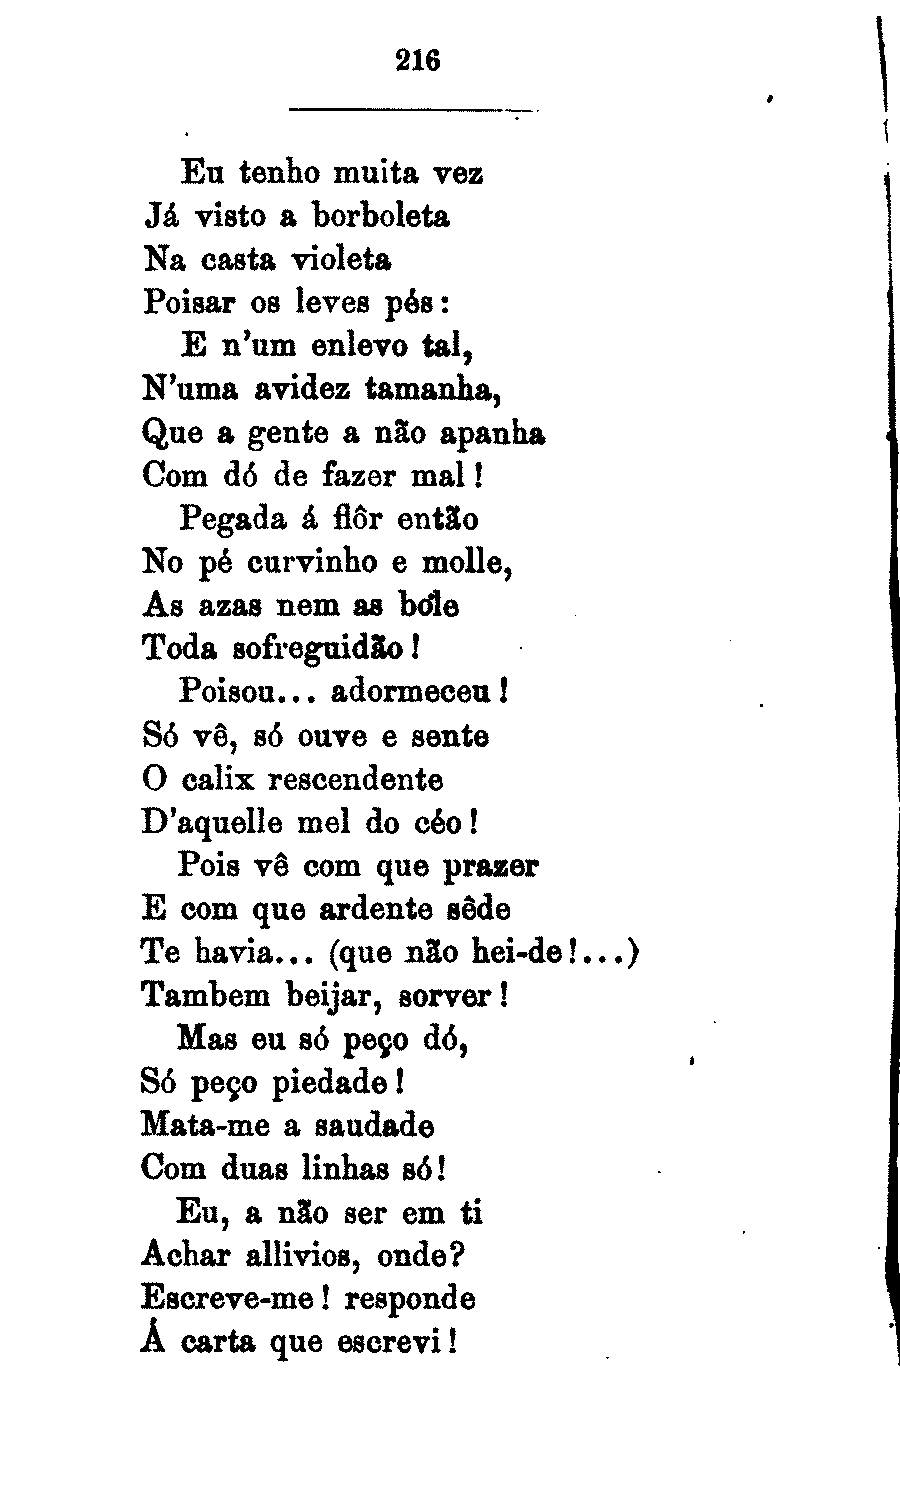 216
Eu tenho muita vez
Já visto a borboleta
Na casta violeta
Poisar os leves pés:
E n'um enlevo tal,
N'uma avidez tamanha,
Que a gente a não apanha
Com dó de fazer mal!
Pegada á flôr então
No pé curvinho e molle,
As azas nem as bóle
Toda sofreguidão!
Poisou... adormeceu!
Só vê, só ouve e sente
O calix rescendente
D'aquelle mel do céo!
Pois vê com que prazer
E com que ardente sêde
Te havia... (que não hei-de!...)
Tambem beijar, sorver!
Mas eu só peço dó,
Só peço piedade!
Mata-me a saudade
Com duas linhas só!
Eu, a não ser em ti
Achar allivios, onde?
Escreve-me! responde
Á carta que escrevi!